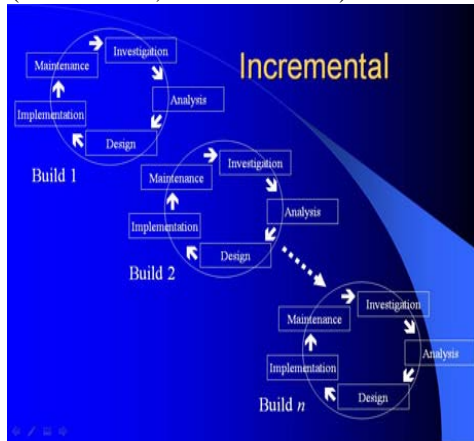 Incremental
Investigation
Maintenance
Analysis
Implementation
Design
Build 1
Investigation
Maintenance
Analysis
Implementation
Design
Build 2
Investigation
Maintenance
Analysis
Implementation
Design
Build n